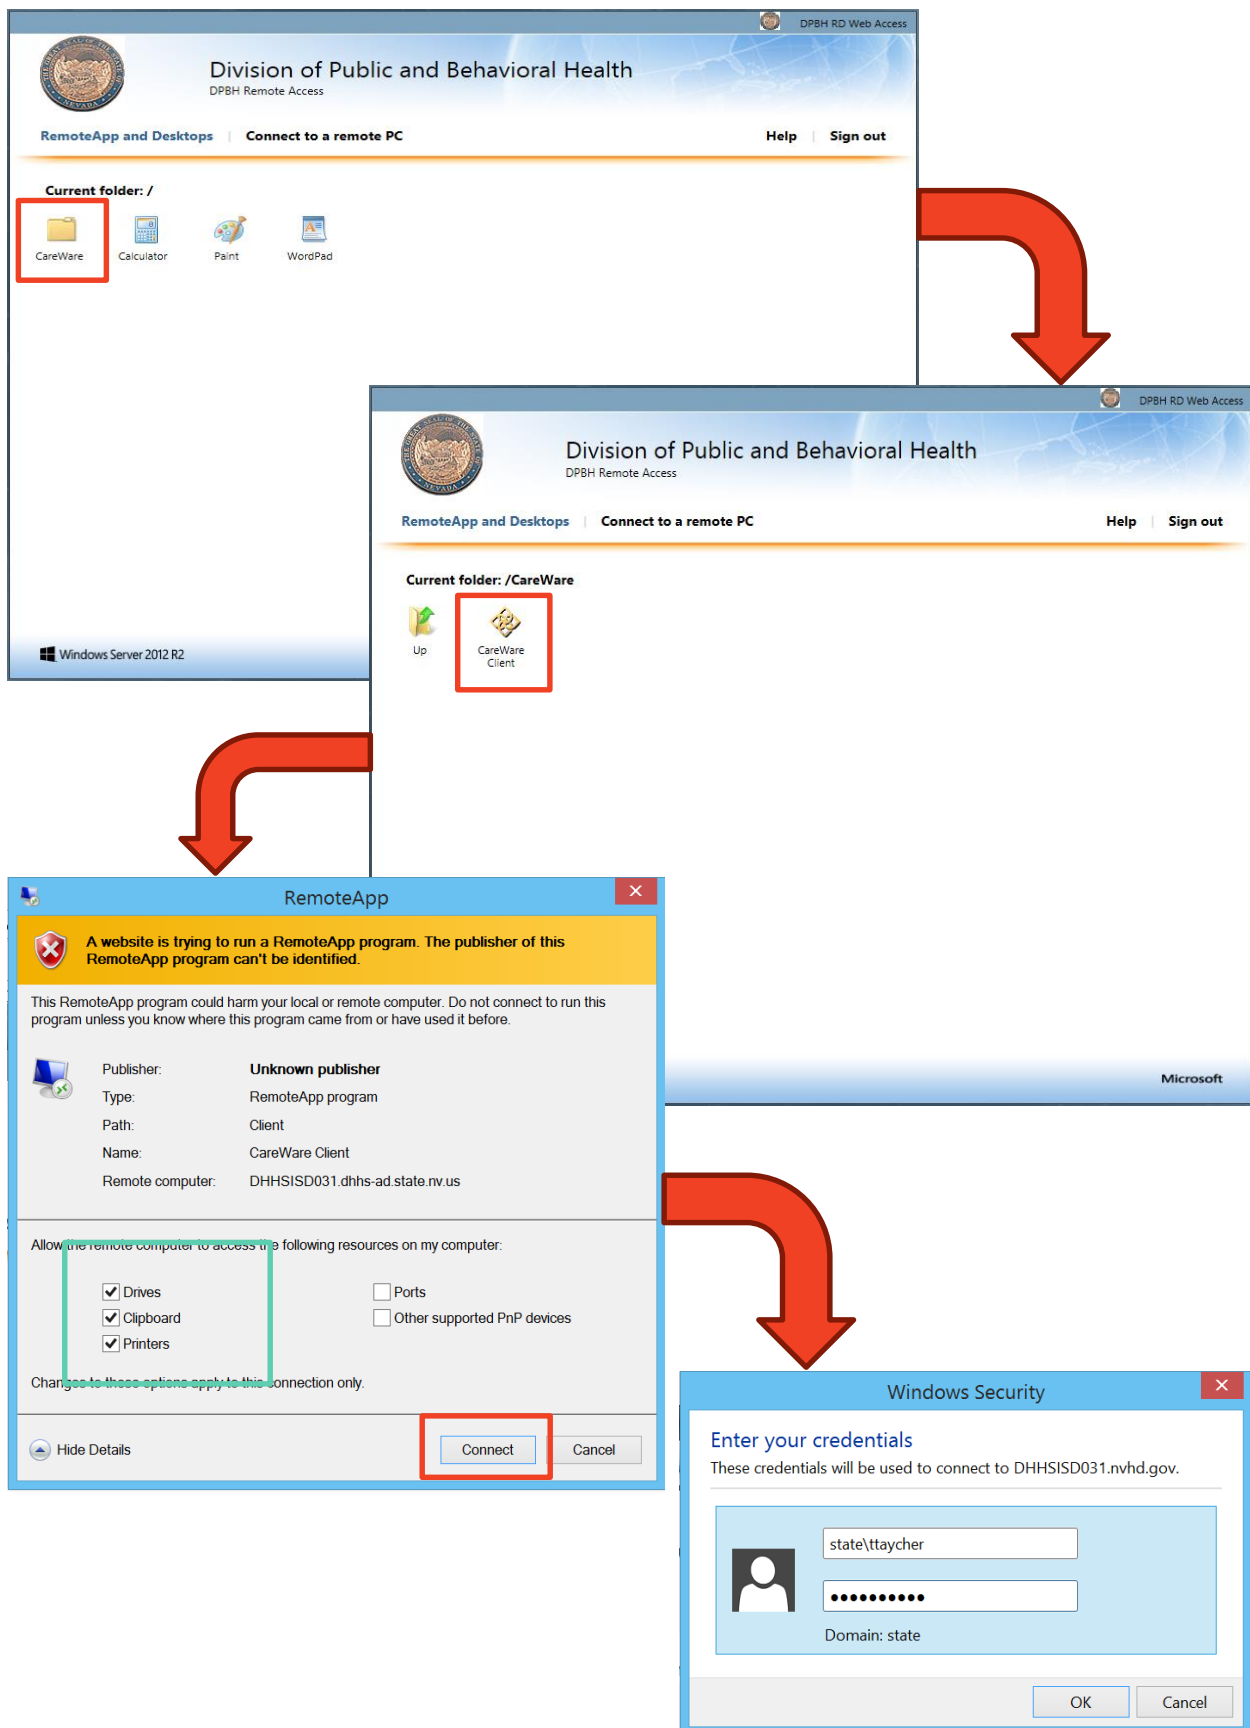 DPBH RD Web Access
Division of Public and Behavioral Health
DPBH Remote Access
RemoteApp and Desktops | Connect to a remote PC
Help | Sign out
Current folder: /
CareWare
Calculator
Paint
WordPad
Windows Server 2012 R2
DPBH RD Web Access
Division of Public and Behavioral Health
DPBH Remote Access
RemoteApp and Desktops | Connect to a remote PC
Help | Sign out
Current folder: /CareWare
Up
CareWare
Client
Microsoft
RemoteApp
A website is trying to run a RemoteApp program. The publisher of this
RemoteApp program can't be identified.
This RemoteApp program could harm your local or remote computer. Do not connect to run this
program unless you know where this program came from or have used it before.
Publisher: Unknown publisher
Type: RemoteApp program
Path: Client
Name: CareWare Client
Remote computer: DHHSISD031.dhhs-ad.state.nv.us
Allow the remote computer to access the following resources on my computer:
Drives
Ports
Clipboard
Other supported PnP devices
Printers
Changes to these options apply to this connection only.
Hide Details
Connect
Cancel
Windows Security
Enter your credentials
These credentials will be used to connect to DHHSISD031.nvhd.gov.
state\ttaycher
••••••••••
Domain: state
OK
Cancel